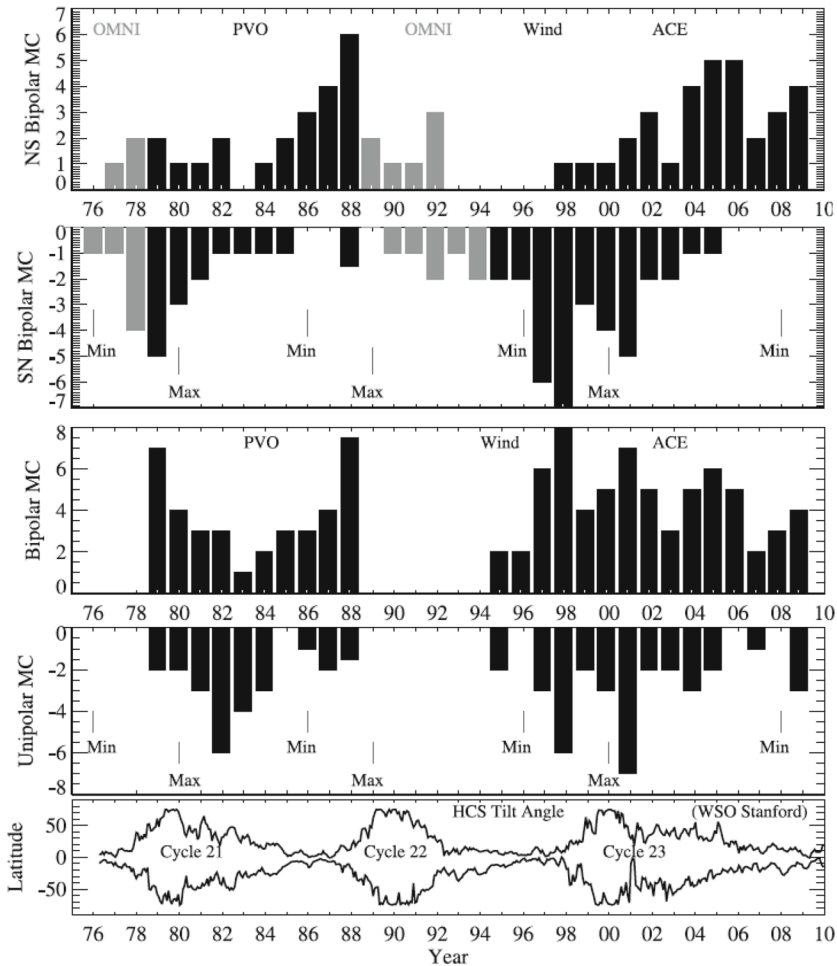 OMNI PVO OMNI Wind ACE
NS Bipolar MC
7
6
5
4
3
2
1
0
76 78 80 82 84 86 88 90 92 94 96 98 00 02 04 06 08 10
SN Bipolar MC
0
-1
-2
-3
-4
-5
-6
-7
Min Min Min Min
Max Max Max
PVO Wind ACE
Bipolar MC
8
6
4
2
0
76 78 80 82 84 86 88 90 92 94 96 98 00 02 04 06 08 10
Unipolar MC
0
-2
-4
-6
-8
Min Min Min Min
Max Max Max
HCS Tilt Angle (WSO Stanford)
Latitude
50
0
-50
Cycle 21 Cycle 22 Cycle 23
76 78 80 82 84 86 88 90 92 94 96 98 00 02 04 06 08 10
Year